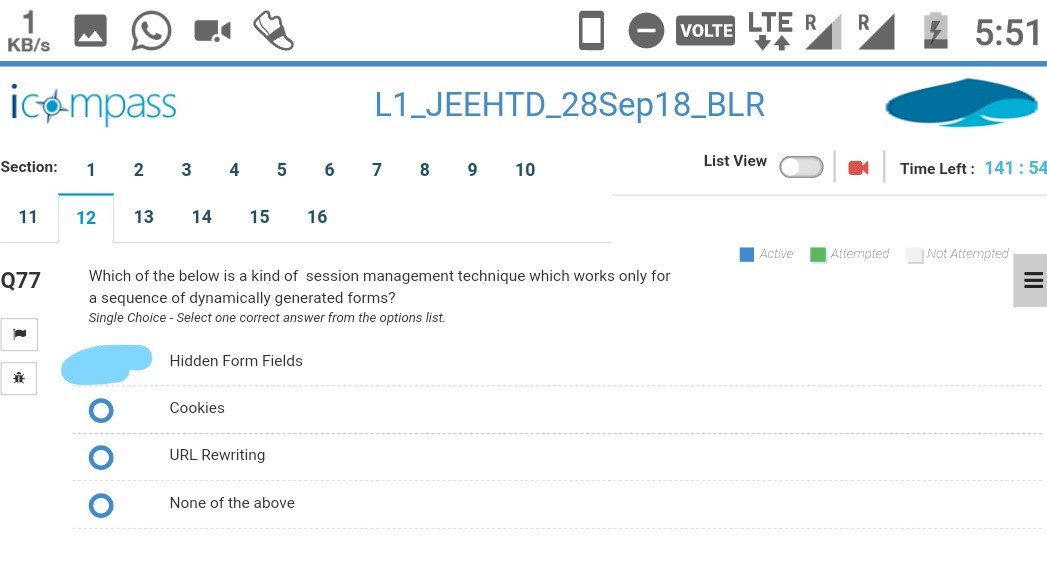 1
KB/s
VOLTE
LTE
R
R
5:51
icompass
L1_JEEHTD_28Sep18_BLR
Section:
1 2 3 4 5 6 7 8 9 10
List View
Time Left : 141 : 54
11 12 13 14 15 16
Active Attempted Not Attempted
Q77
Which of the below is a kind of session management technique which works only for
a sequence of dynamically generated forms?
Single Choice - Select one correct answer from the options list.
Hidden Form Fields
Cookies
URL Rewriting
None of the above